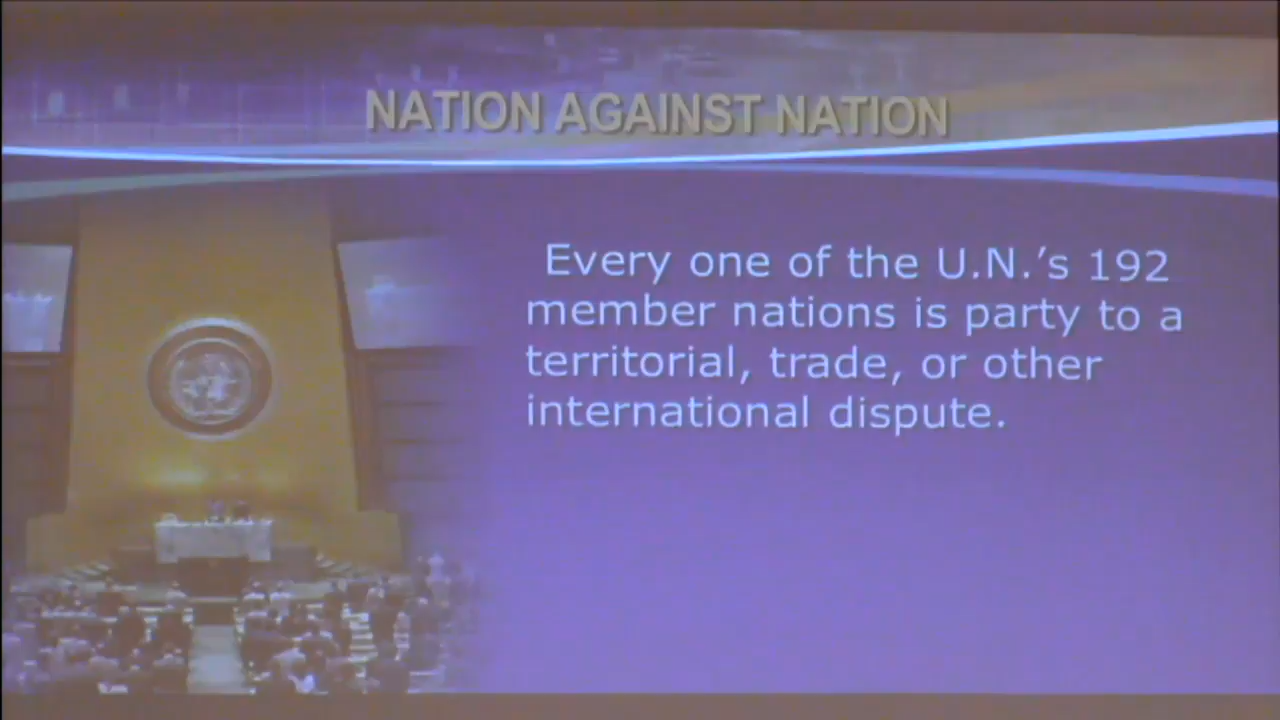 NATION AGAINST NATION
Every one of the U.N.’s 192
member nations is party to a
territorial, trade, or other
international dispute.